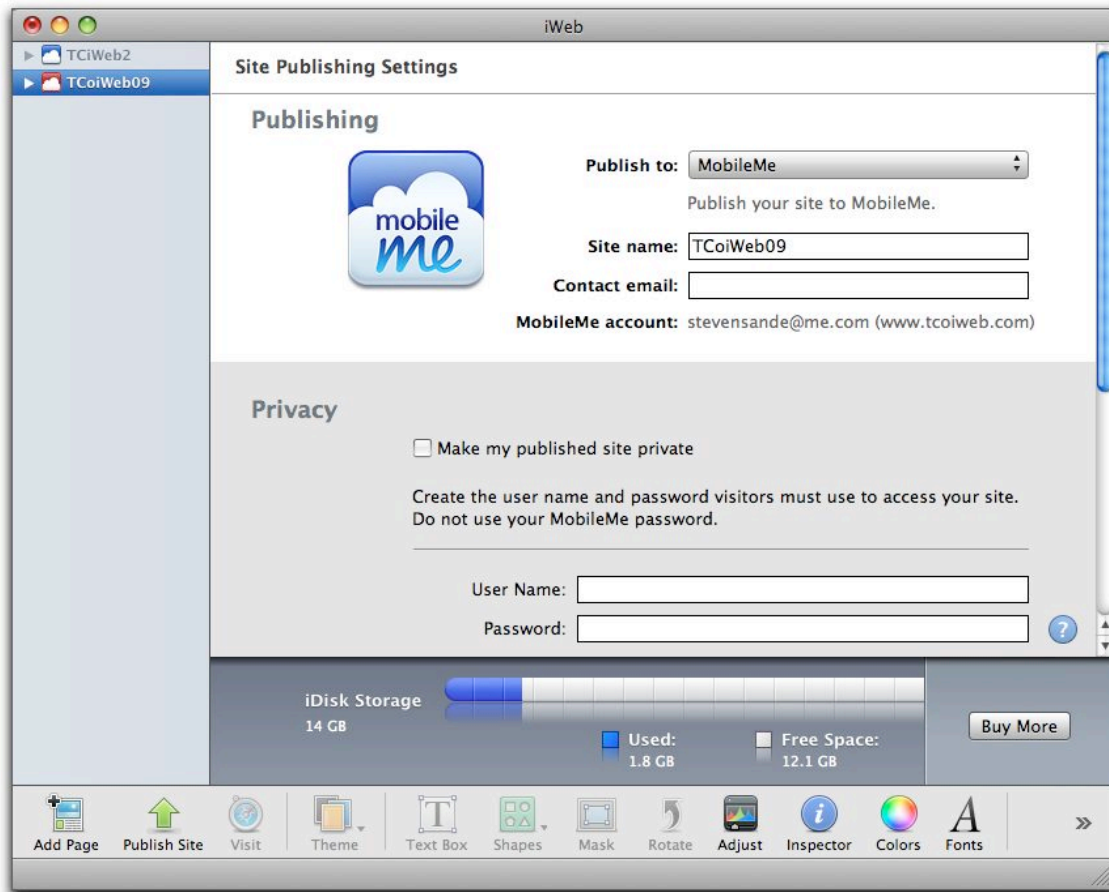 iWeb
TCiWeb2
TCoiWeb09
Site Publishing Settings
Publishing
mobile
me
Publish to: MobileMe
Publish your site to MobileMe.
Site name: TCoiWeb09
Contact email:
MobileMe account: stevensande@me.com (www.tcoiweb.com)
Privacy
Make my published site private
Create the user name and password visitors must use to access your site.
Do not use your MobileMe password.
User Name:
Password:
?
iDisk Storage
14 GB
Used: Free Space:
1.8 GB 12.1 GB
Buy More
T i A
Add Page Publish Site Visit Theme Text Box Shapes Mask Rotate Adjust Inspector Colors Fonts »